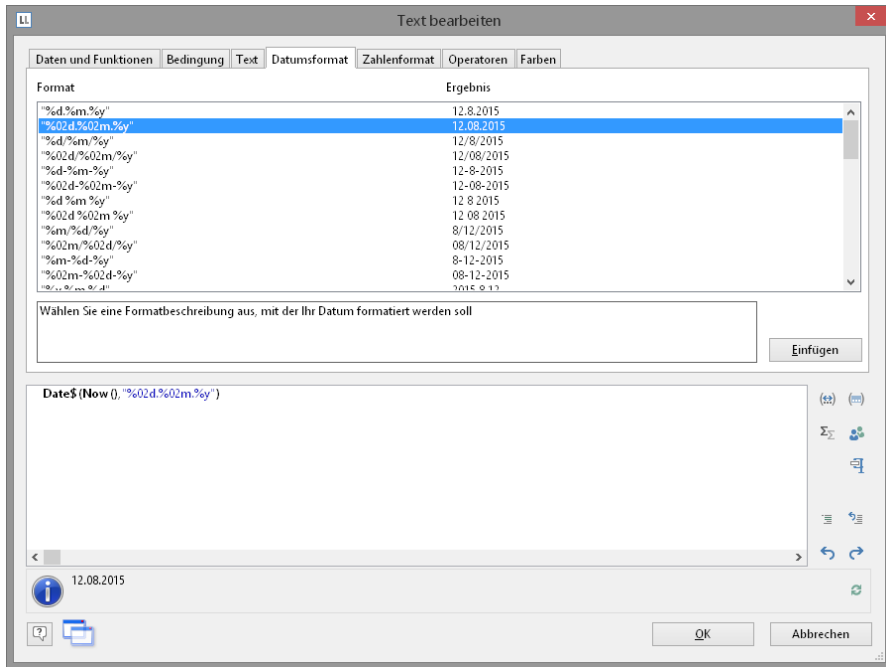 LL Text bearbeiten
Daten und Funktionen Bedingung Text Datumsformat Zahlenformat Operatoren Farben
Format Ergebnis
"%d.%m.%y" 12.8.2015
"%02d.%02m.%y" 12.08.2015
"%d/%m/%y" 12/8/2015
"%02d/%02m/%y" 12/08/2015
"%d-%m-%y" 12-8-2015
"%02d-%02m-%y" 12-08-2015
"%d %m %y" 12 8 2015
"%02d %02m %y" 12 08 2015
"%m/%d/%y" 8/12/2015
"%02m/%02d/%y" 08/12/2015
"%m-%d-%y" 8-12-2015
"%02m-%02d-%y" 08-12-2015
"%y %m %d" 2015 8 12
Wählen Sie eine Formatbeschreibung aus, mit der Ihr Datum formatiert werden soll
Einfügen
Date$ (Now (), "%02d.%02m.%y")
12.08.2015
OK Abbrechen